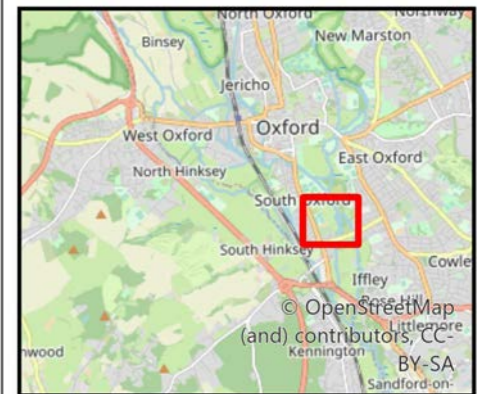 North Oxford
Northway
Binsey
New Marston
Jericho
Oxford
West Oxford
East Oxford
North Hinksey
South Oxford
South Hinksey
Cowle
Iffley
Rose Hill
© OpenStreetMap
Littlemore
(and) contributors, CC-
Kennington
BY-SA
nwood
Sandford-on-